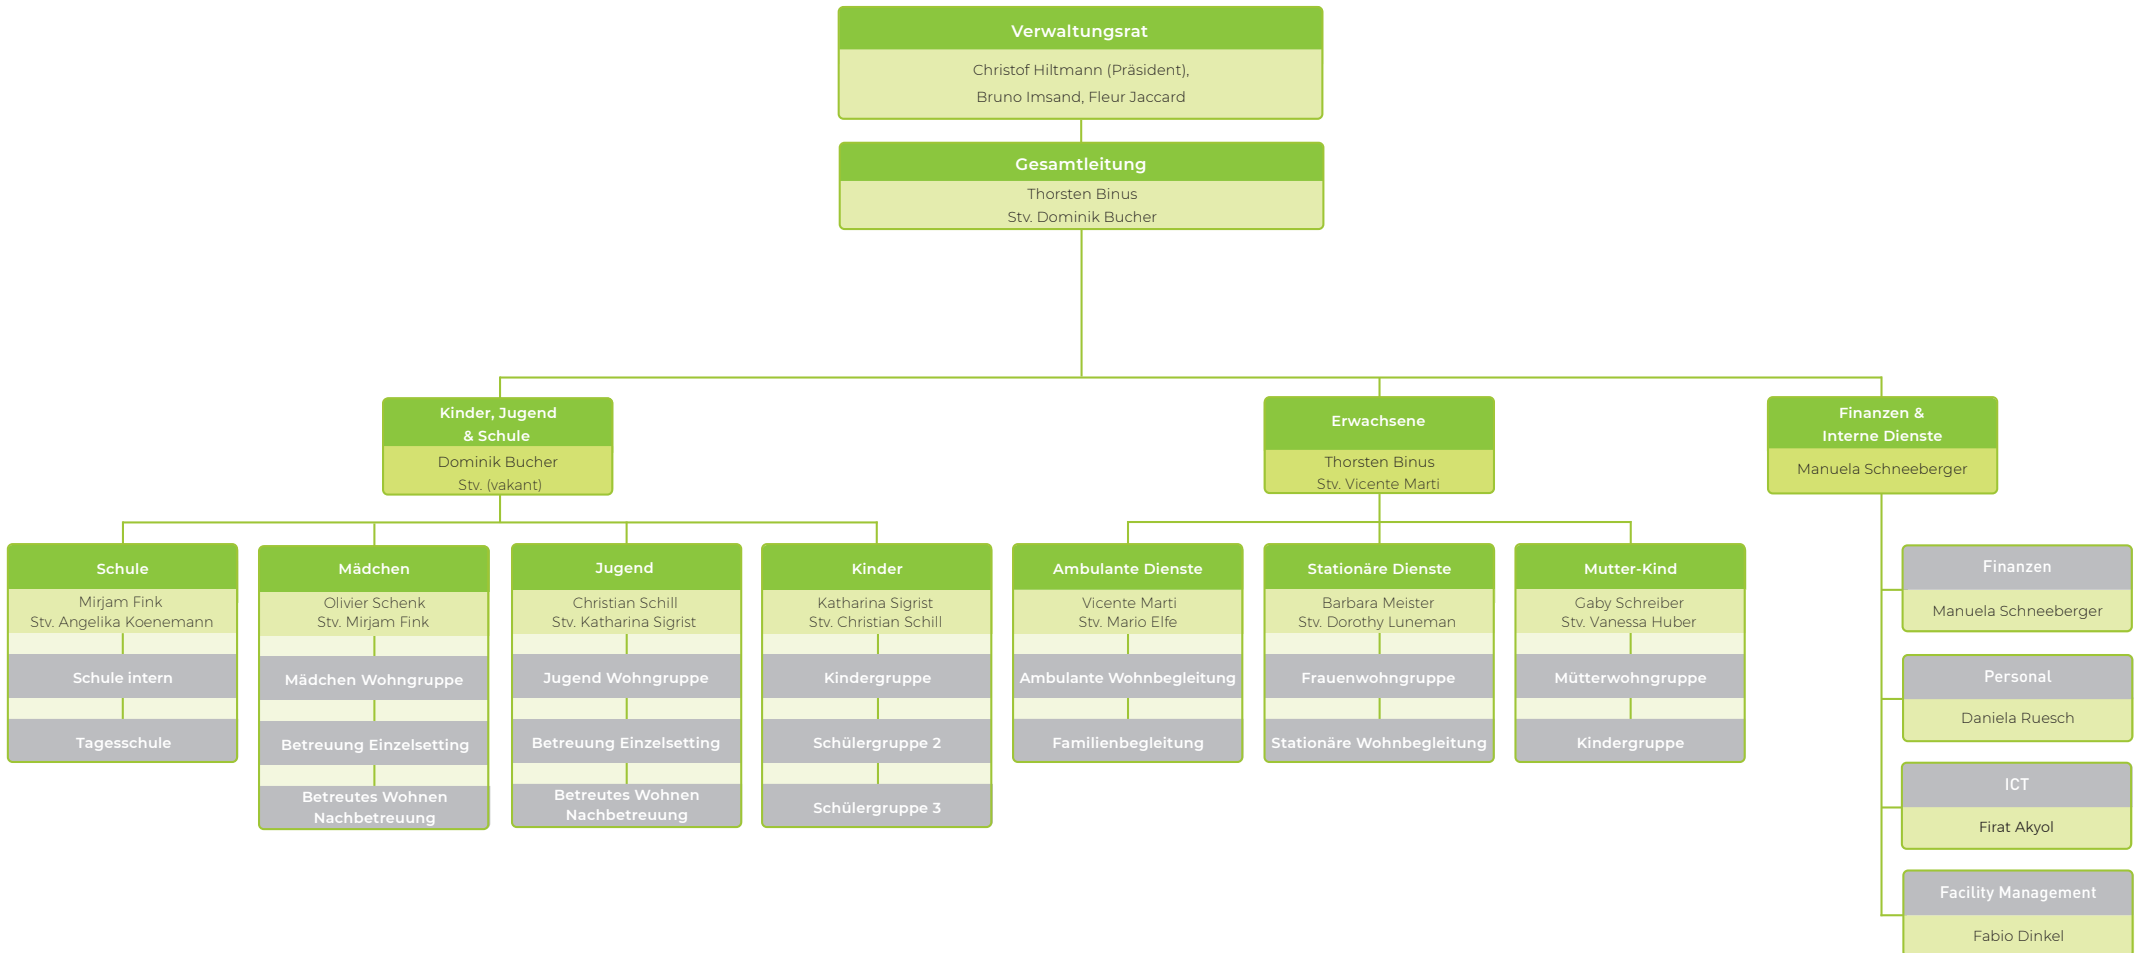 Verwaltungsrat
Christof Hiltmann (Präsident),
Bruno Imsand, Fleur Jaccard
Gesamtleitung
Thorsten Binus
Stv. Dominik Bucher
Kinder, Jugend
& Schule
Dominik Bucher
Stv. (vakant)
Erwachsene
Thorsten Binus
Stv. Vicente Marti
Finanzen &
Interne Dienste
Manuela Schneeberger
Schule
Mirjam Fink
Stv. Angelika Koenemann
Schule intern
Tagesschule
Mädchen
Olivier Schenk
Stv. Mirjam Fink
Mädchen Wohngruppe
Betreuung Einzelsetting
Betreutes Wohnen
Nachbetreuung
Jugend
Christian Schill
Stv. Katharina Sigrist
Jugend Wohngruppe
Betreuung Einzelsetting
Betreutes Wohnen
Nachbetreuung
Kinder
Katharina Sigrist
Stv. Christian Schill
Kindergruppe
Schülergruppe 2
Schülergruppe 3
Ambulante Dienste
Vicente Marti
Stv. Mario Elfe
Ambulante Wohnbegleitung
Familienbegleitung
Stationäre Dienste
Barbara Meister
Stv. Dorothy Luneman
Frauenwohngruppe
Stationäre Wohnbegleitung
Mutter-Kind
Gaby Schreiber
Stv. Vanessa Huber
Mütterwohngruppe
Kindergruppe
Finanzen
Manuela Schneeberger
Personal
Daniela Ruesch
ICT
Firat Akyol
Facility Management
Fabio Dinkel